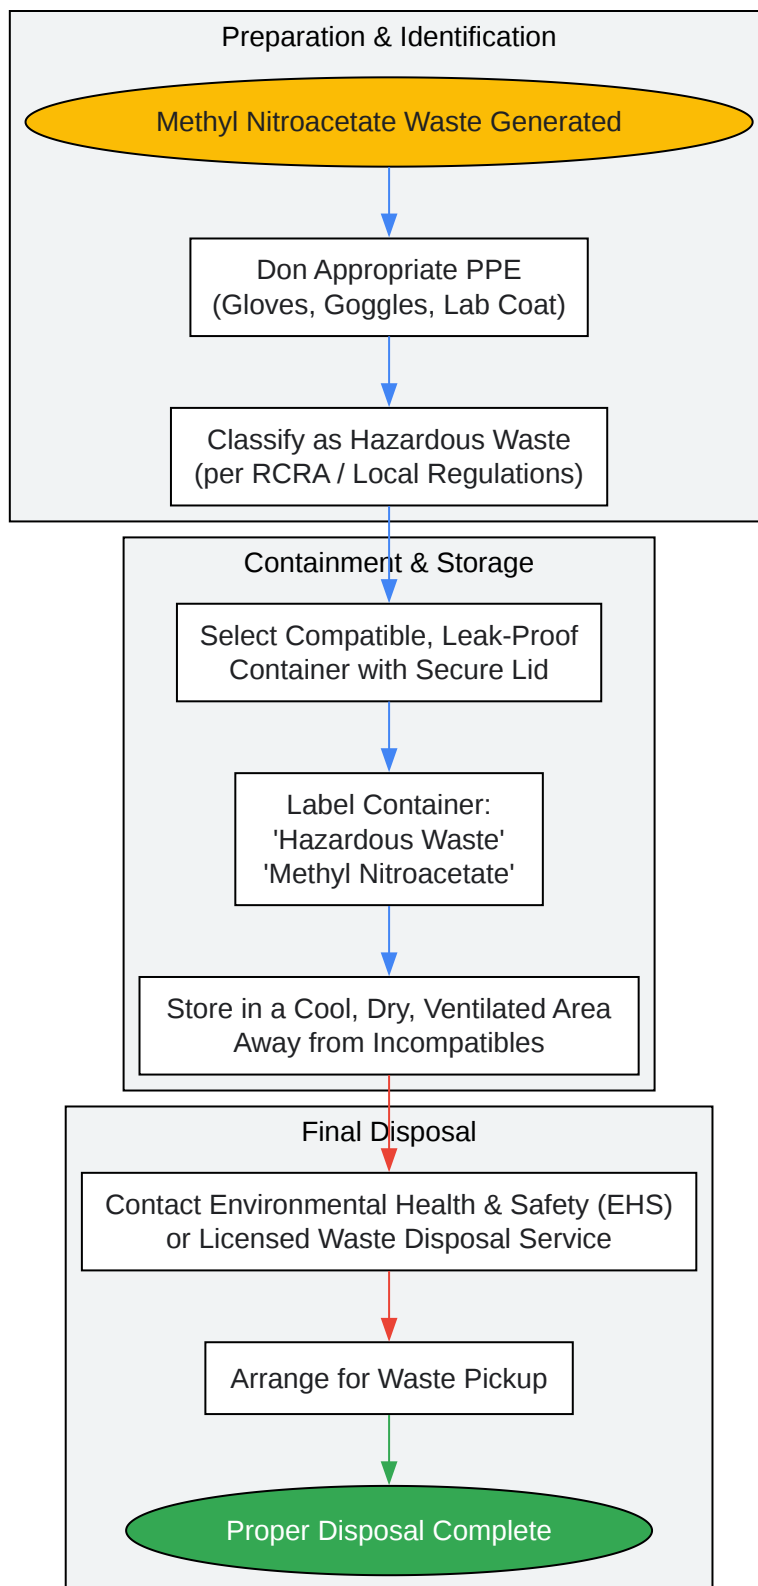 Preparation & Identification
Methyl Nitroacetate Waste Generated
Don Appropriate PPE
(Gloves, Goggles, Lab Coat)
Classify as Hazardous Waste
(per RCRA / Local Regulations)
Containment & Storage
Select Compatible, Leak-Proof
Container with Secure Lid
Label Container:
'Hazardous Waste'
'Methyl Nitroacetate'
Store in a Cool, Dry, Ventilated Area
Away from Incompatibles
Final Disposal
Contact Environmental Health & Safety (EHS)
or Licensed Waste Disposal Service
Arrange for Waste Pickup
Proper Disposal Complete